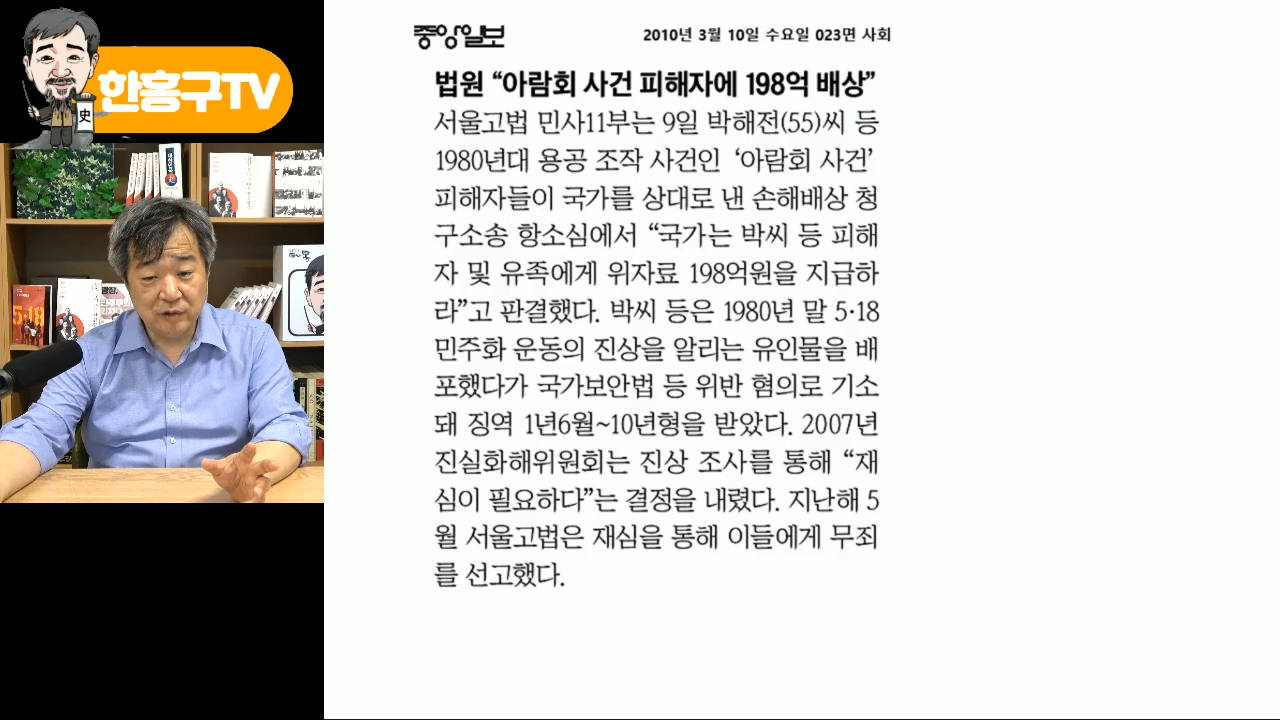 한홍구TV
史
5·18
중앙일보
2010년 3월 10일 수요일 023면 사회
법원 “아람회 사건 피해자에 198억 배상”
서울고법 민사11부는 9일 박해전(55)씨 등
1980년대 용공 조작 사건인 ‘아람회 사건’
피해자들이 국가를 상대로 낸 손해배상 청
구소송 항소심에서 “국가는 박씨 등 피해
자 및 유족에게 위자료 198억원을 지급하
라”고 판결했다. 박씨 등은 1980년 말 5·18
민주화 운동의 진상을 알리는 유인물을 배
포했다가 국가보안법 등 위반 혐의로 기소
돼 징역 1년6월~10년형을 받았다. 2007년
진실화해위원회는 진상 조사를 통해 “재
심이 필요하다”는 결정을 내렸다. 지난해 5
월 서울고법은 재심을 통해 이들에게 무죄
를 선고했다.